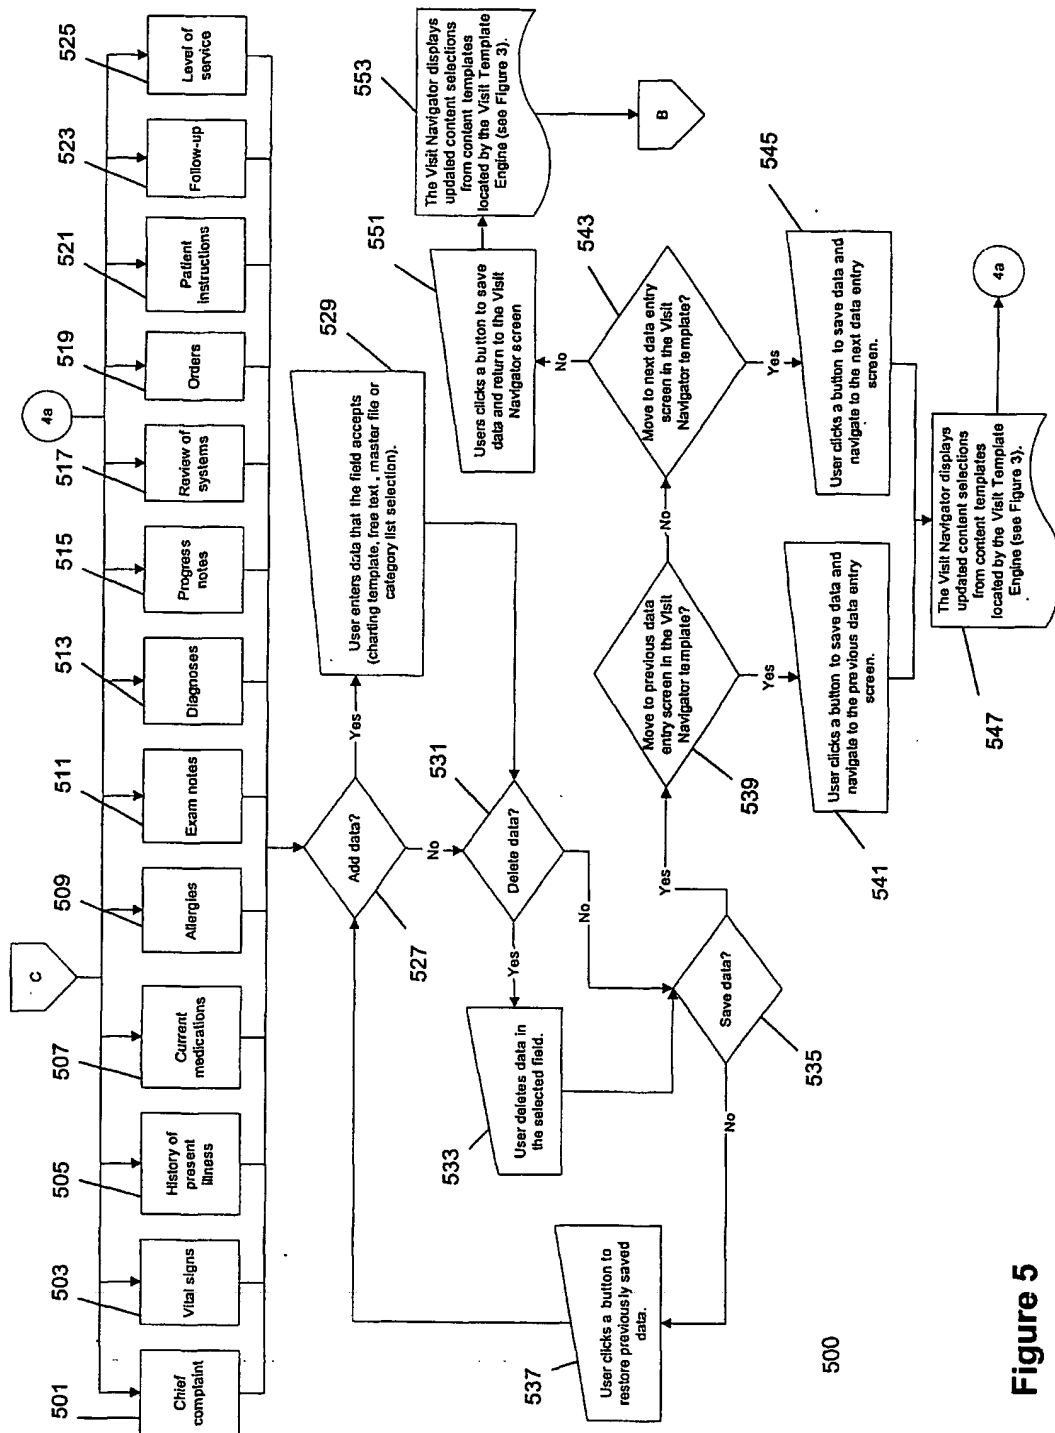 C
4a
501
503
505
507
509
511
513
515
517
519
521
523
525
Chief
complaint
Vital signs
History of
present
illness
Current
medications
Allergies
Exam notes
Diagnoses
Progress
notes
Review of
systems
Orders
Patient
instructions
Follow-up
Level of
service
Add data?
527
Yes
No
User enters data that the field accepts
(charting template, free text, master file or
category list selection).
529
Delete data?
531
Yes
No
User deletes data in
the selected field.
533
Save data?
535
Yes
No
User clicks a button to
restore previously saved
data.
537
Move to previous data
entry screen in the Visit
Navigator template?
539
Yes
No
User clicks a button to save data and
navigate to the previous data entry
screen.
541
Move to next data entry
screen in the Visit
Navigator template?
543
No
Yes
User clicks a button to save data and
navigate to the next data entry
screen.
545
The Visit Navigator displays
updated content selections
from content templates
located by the Visit Template
Engine (see Figure 3).
547
4a
Users clicks a button to save
data and return to the Visit
Navigator screen
551
The Visit Navigator displays
updated content selections
from content templates
located by the Visit Template
Engine (see Figure 3).
553
B
500
Figure 5